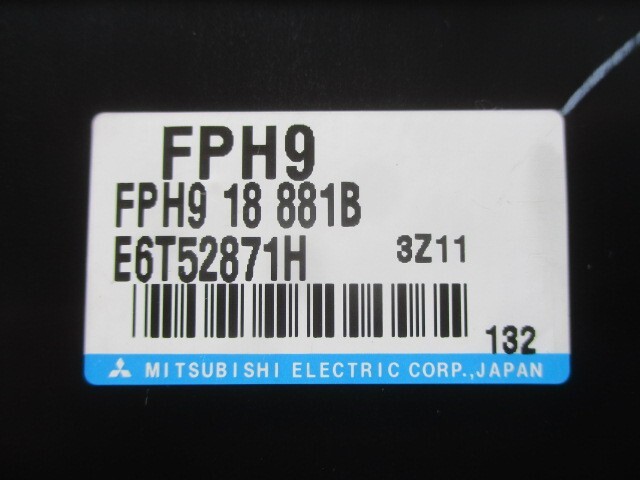 FPH9
FPH9 18 881B
E6T52871H 3Z11
132
MITSUBISHI ELECTRIC CORP.,JAPAN